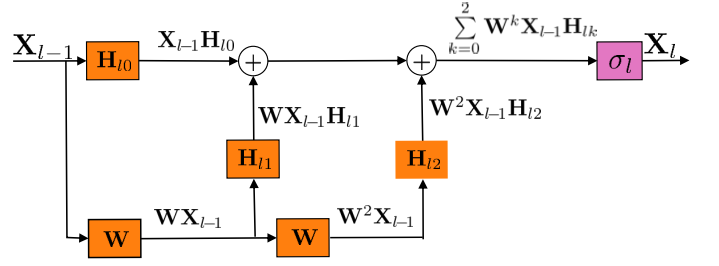 ∑_{k=0}^{2} W^k X_{l-1} H_{lk}
X_{l-1}
H_{l0}
X_{l-1}H_{l0}
+
+
σ_l
X_l
WX_{l-1}H_{l1}
W^2X_{l-1}H_{l2}
H_{l1}
H_{l2}
W
WX_{l-1}
W
W^2X_{l-1}